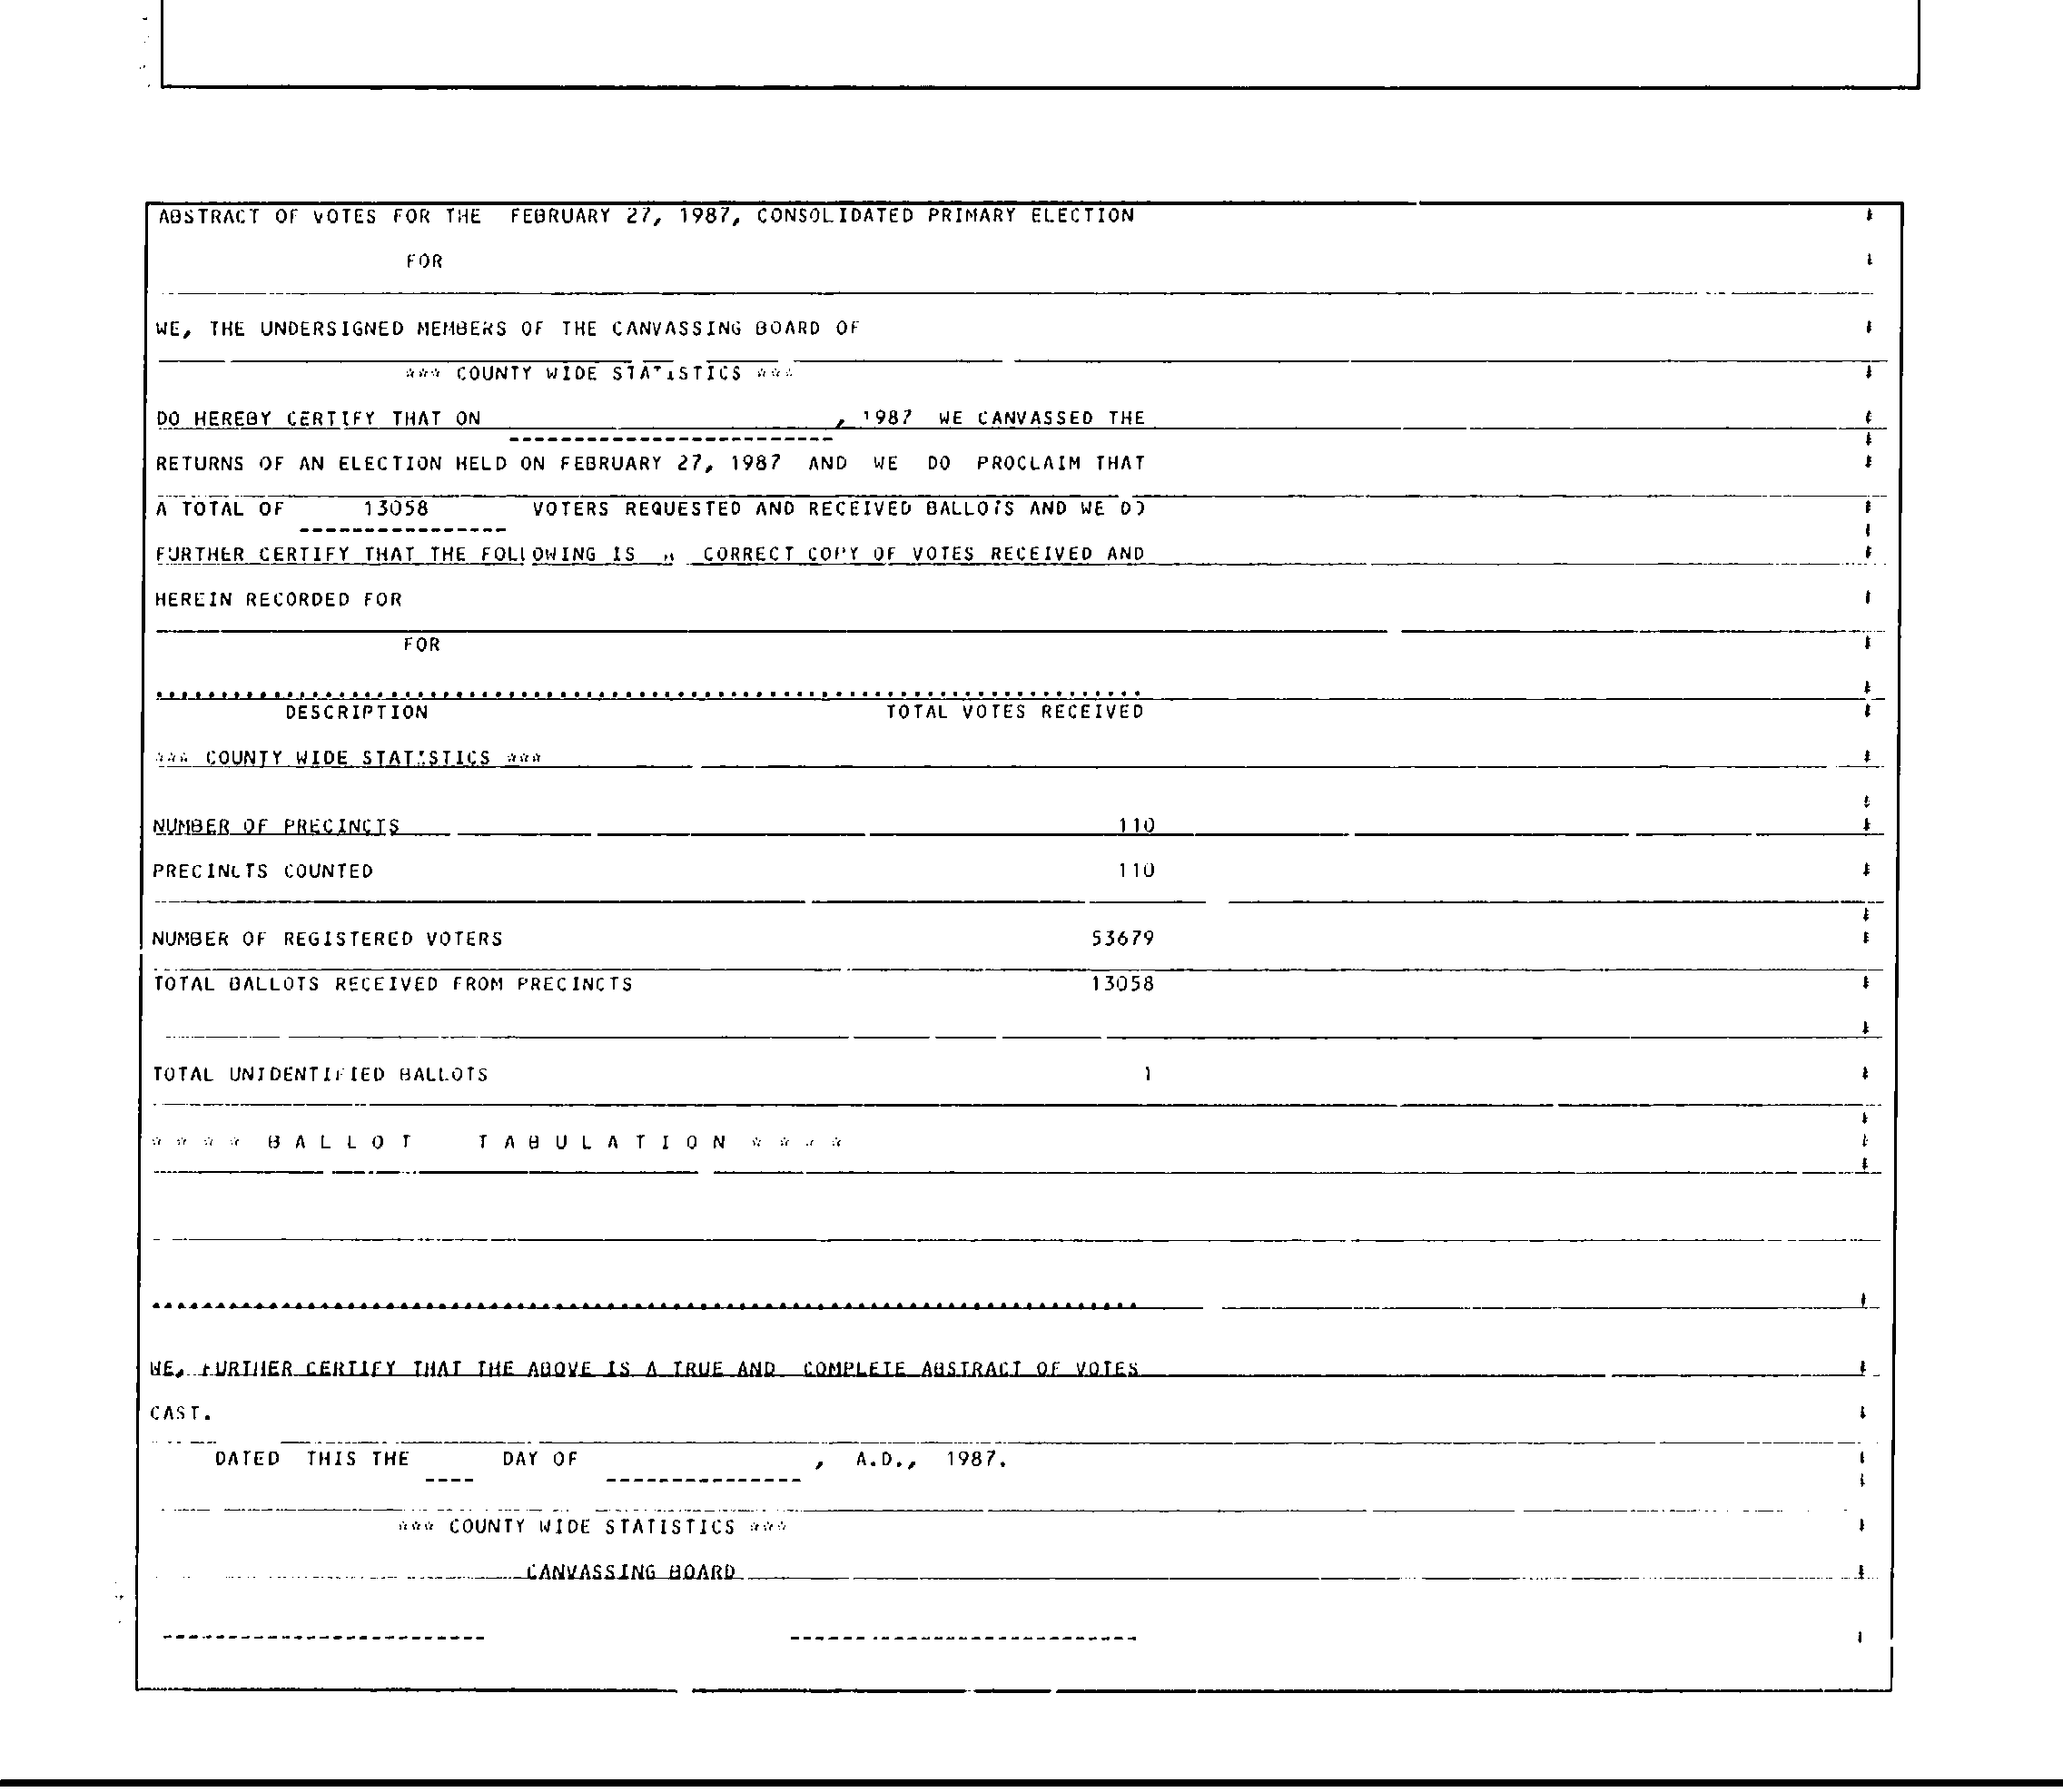 ABSTRACT OF VOTES FOR THE FEBRUARY 27, 1987, CONSOLIDATED PRIMARY ELECTION
FOR
WE, THE UNDERSIGNED MEMBERS OF THE CANVASSING BOARD OF
*** COUNTY WIDE STATISTICS ***
DO HEREBY CERTIFY THAT ON , 1987 WE CANVASSED THE
RETURNS OF AN ELECTION HELD ON FEBRUARY 27, 1987 AND WE DO PROCLAIM THAT
A TOTAL OF 13058 VOTERS REQUESTED AND RECEIVED BALLOTS AND WE DO
FURTHER CERTIFY THAT THE FOLLOWING IS CORRECT COPY OF VOTES RECEIVED AND
HEREIN RECORDED FOR
FOR
DESCRIPTION TOTAL VOTES RECEIVED
*** COUNTY WIDE STATISTICS ***
NUMBER OF PRECINCTS 110
PRECINCTS COUNTED 110
NUMBER OF REGISTERED VOTERS 53679
TOTAL BALLOTS RECEIVED FROM PRECINCTS 13058
TOTAL UNIDENTIFIED BALLOTS 1
* * * * B A L L O T T A B U L A T I O N * * * *
WE, FURTHER CERTIFY THAT THE ABOVE IS A TRUE AND COMPLETE ABSTRACT OF VOTES
CAST.
DATED THIS THE ---- DAY OF --------------- , A.D., 1987.
*** COUNTY WIDE STATISTICS ***
CANVASSING BOARD